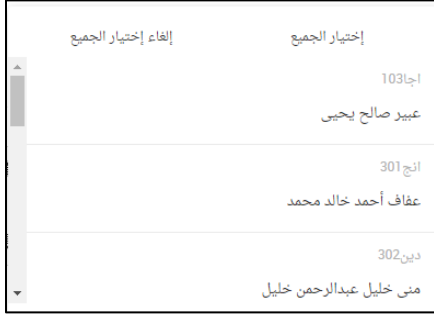 إختيار الجميع إلغاء إختيار الجميع
اجا103
عبير صالح يحيى
انج301
عفاف أحمد خالد محمد
دين302
منى خليل عبدالرحمن خليل